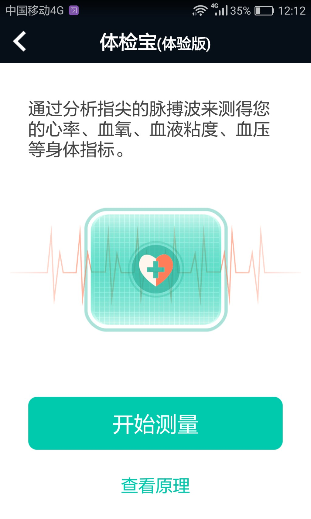 中国移动4G 4G 35% 12:12
体检宝(体验版)
通过分析指尖的脉搏波来测得您
的心率、血氧、血液粘度、血压
等身体指标。
开始测量
查看原理